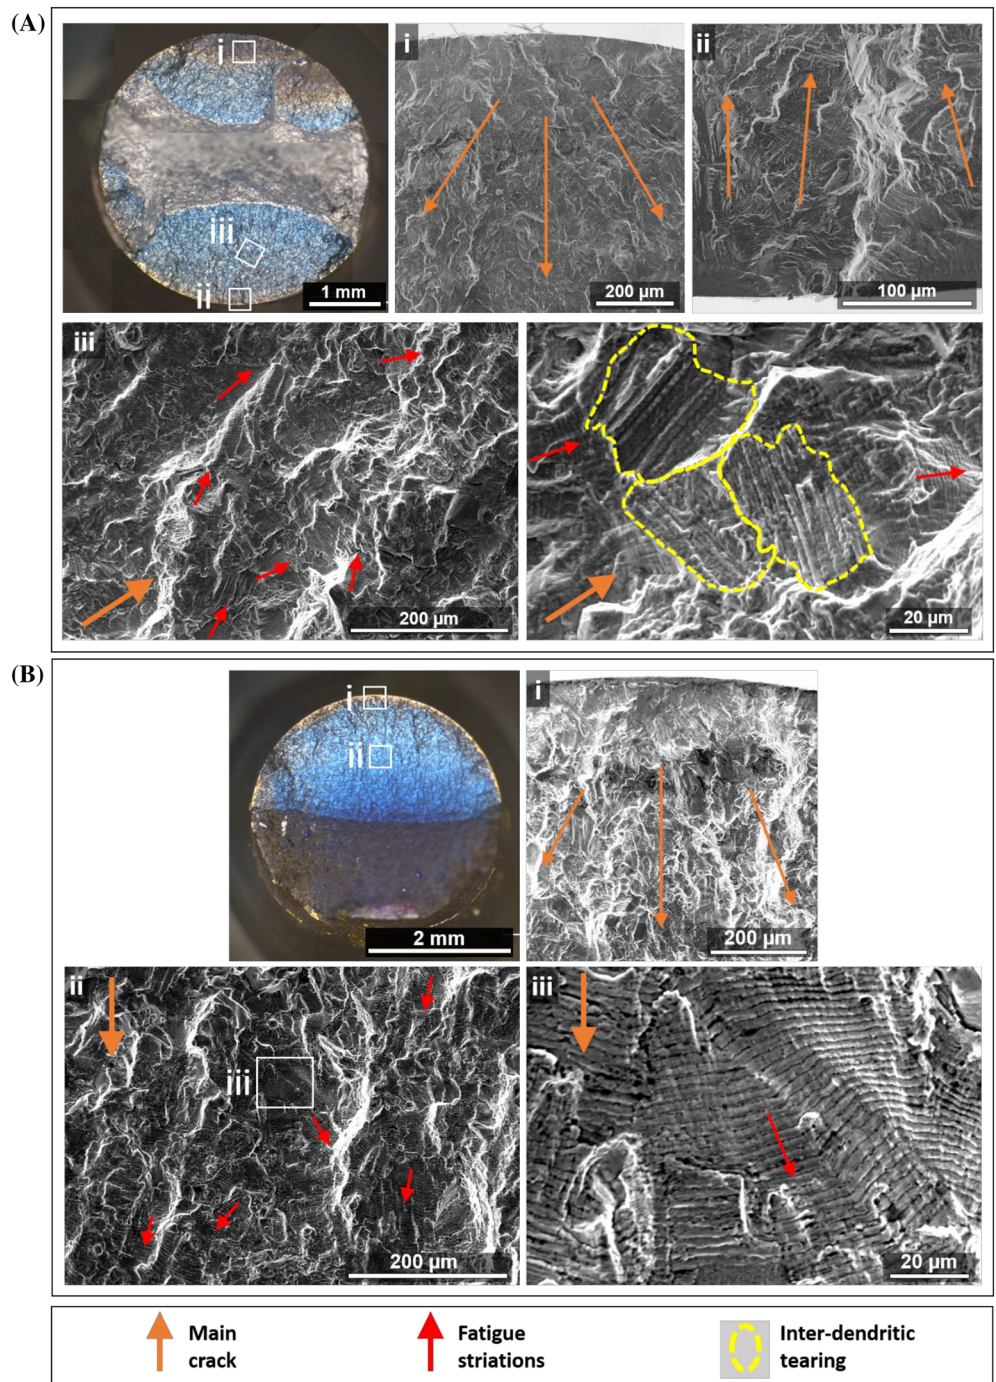 (A)
i
iii
ii
1 mm
i
200 μm
ii
100 μm
iii
200 μm
20 μm
(B)
i
ii
2 mm
i
200 μm
ii
iii
200 μm
iii
20 μm
Main
crack
Fatigue
striations
Inter-dendritic
tearing